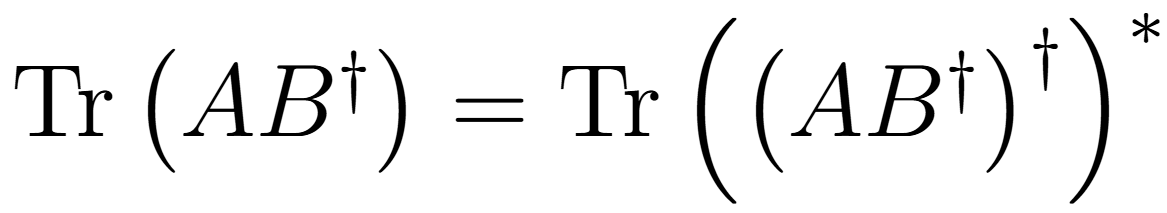 Tr (AB†) = Tr ((AB†)†)*